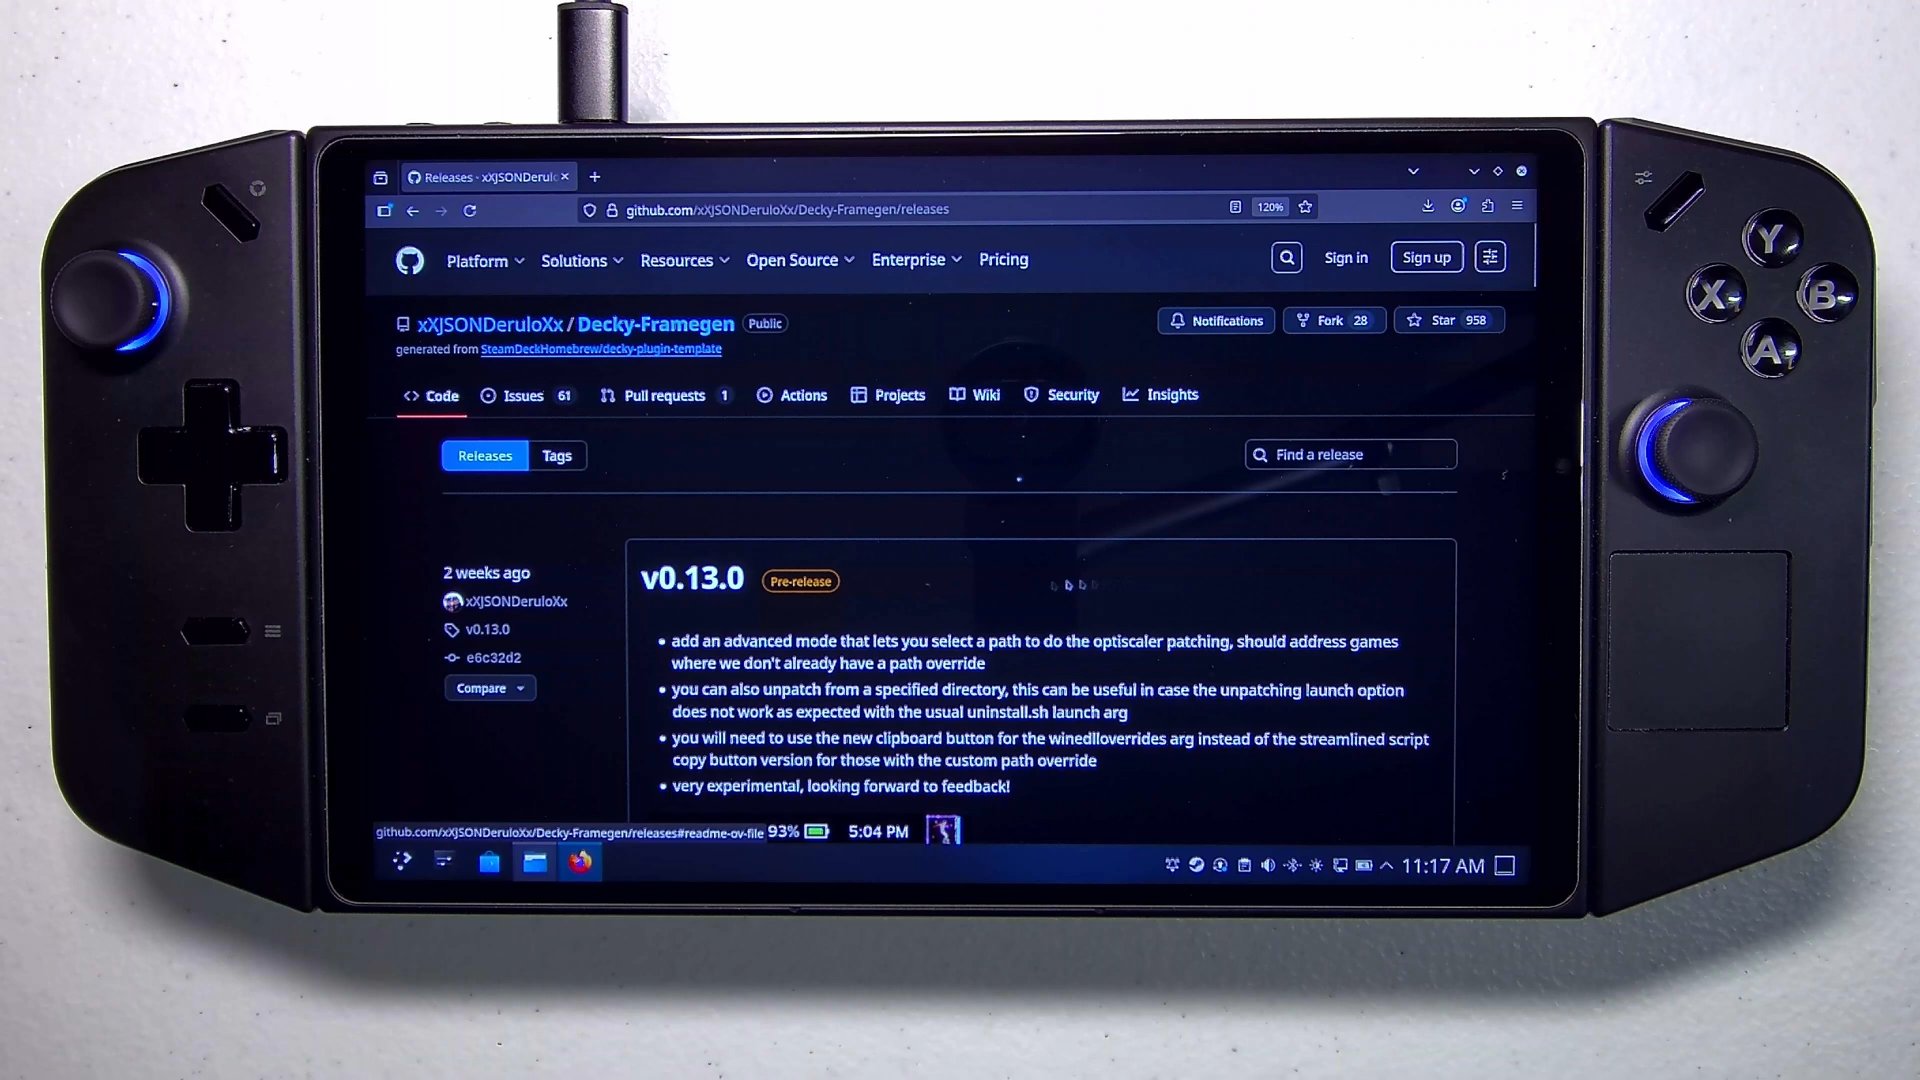 Releases · xXJSONDerulo
github.com/xXJSONDeruloXx/Decky-Framegen/releases
120%
Platform
Solutions
Resources
Open Source
Enterprise
Pricing
Sign in
Sign up
xXJSONDeruloXx / Decky-Framegen
Public
Notifications
Fork 28
Star 958
generated from SteamDeckHomebrew/decky-plugin-template
Code
Issues 61
Pull requests 1
Actions
Projects
Wiki
Security
Insights
Releases
Tags
Find a release
2 weeks ago
xXJSONDeruloXx
v0.13.0
e6c32d2
Compare
v0.13.0 Pre-release
• add an advanced mode that lets you select a path to do the optiscaler patching, should address games
where we don't already have a path override
• you can also unpatch from a specified directory, this can be useful in case the unpatching launch option
does not work as expected with the usual uninstall.sh launch arg
• you will need to use the new clipboard button for the winedlloverrides arg instead of the streamlined script
copy button version for those with the custom path override
• very experimental, looking forward to feedback!
github.com/xXJSONDeruloXx/Decky-Framegen/releases#readme-ov-file
93%
5:04 PM
11:17 AM
Y
X
B
A